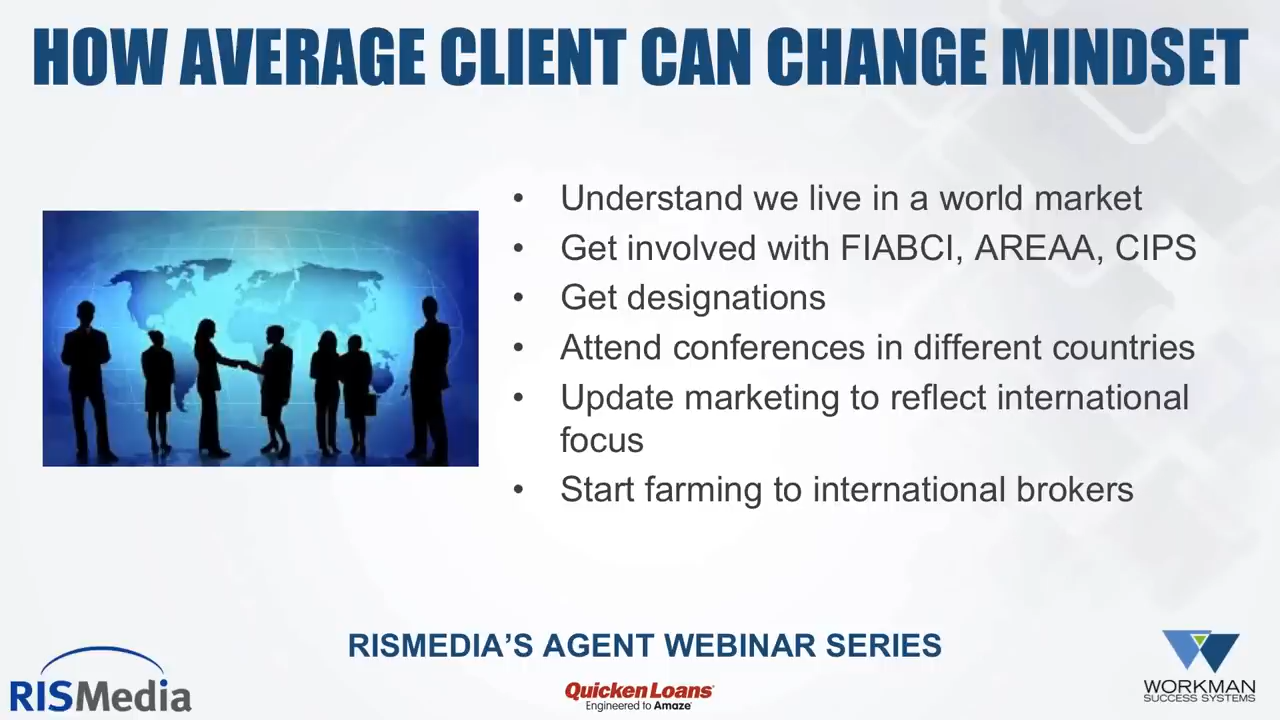 HOW AVERAGE CLIENT CAN CHANGE MINDSET
• Understand we live in a world market
• Get involved with FIABCI, AREAA, CIPS
• Get designations
• Attend conferences in different countries
• Update marketing to reflect international
focus
• Start farming to international brokers
RISMEDIA’S AGENT WEBINAR SERIES
RISMedia
Quicken Loans
Engineered to Amaze
WORKMAN
SUCCESS SYSTEMS